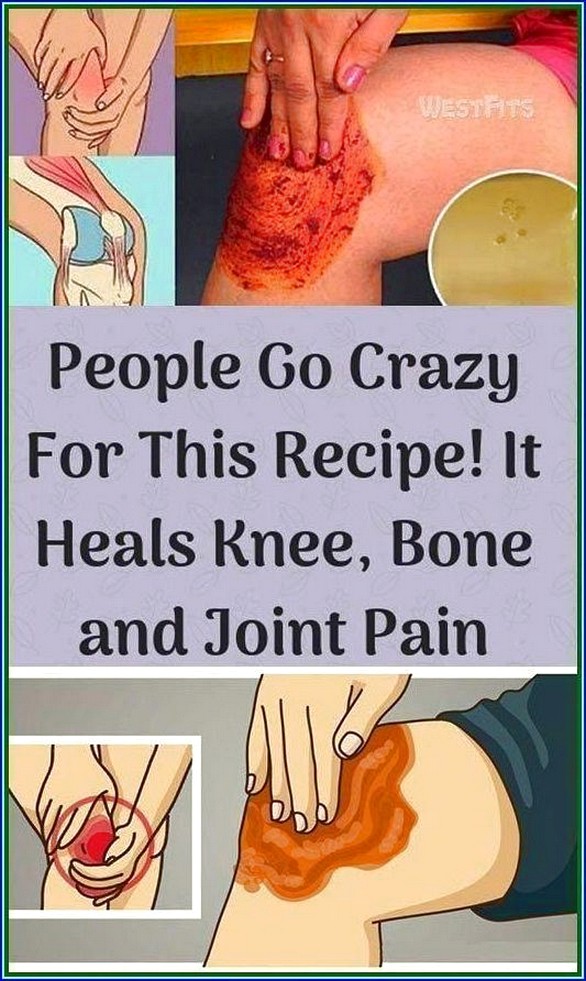 WESTFITS
People Go Crazy
For This Recipe! It
Heals Knee, Bone
and Joint Pain